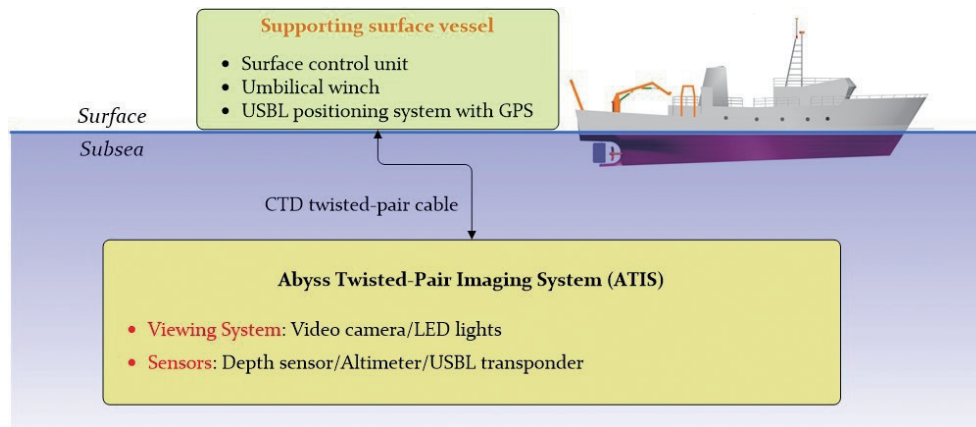 Supporting surface vessel
• Surface control unit
• Umbilical winch
• USBL positioning system with GPS
Surface
Subsea
CTD twisted-pair cable
Abyss Twisted-Pair Imaging System (ATIS)
• Viewing System: Video camera/LED lights
• Sensors: Depth sensor/Altimeter/USBL transponder